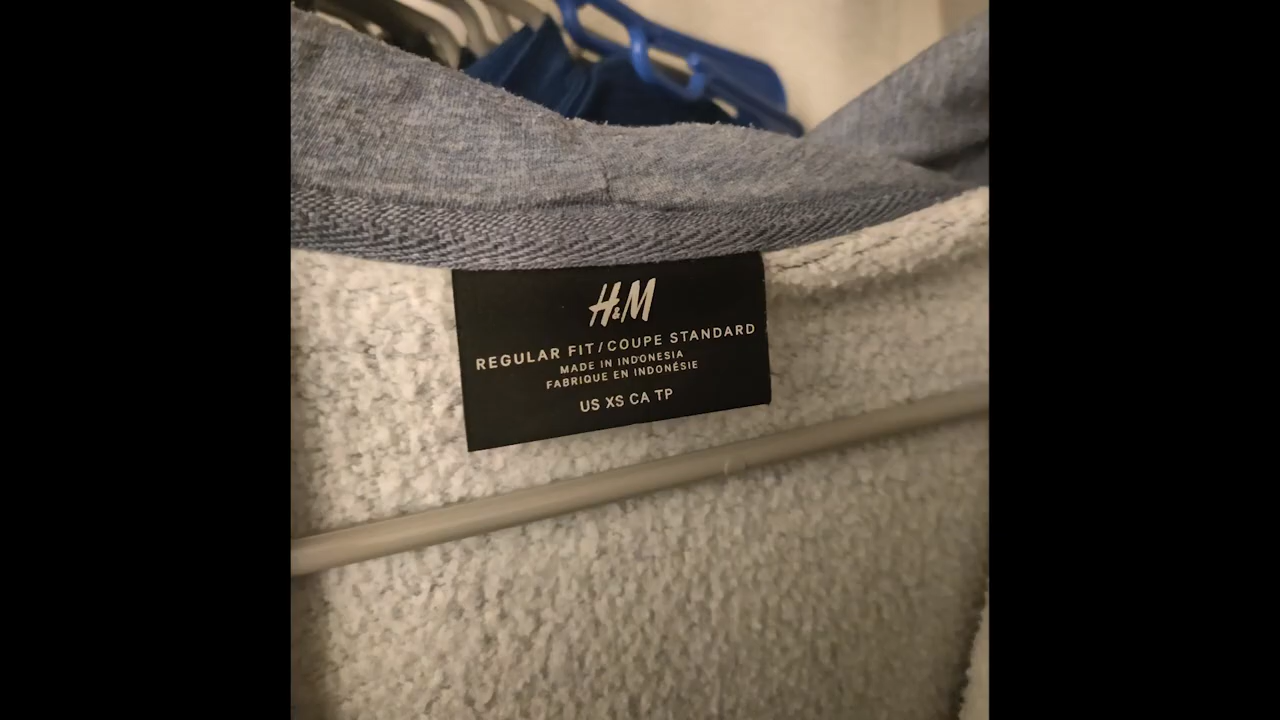 H&M
REGULAR FIT/COUPE STANDARD
MADE IN INDONESIA
FABRIQUE EN INDONÉSIE
US XS CA TP